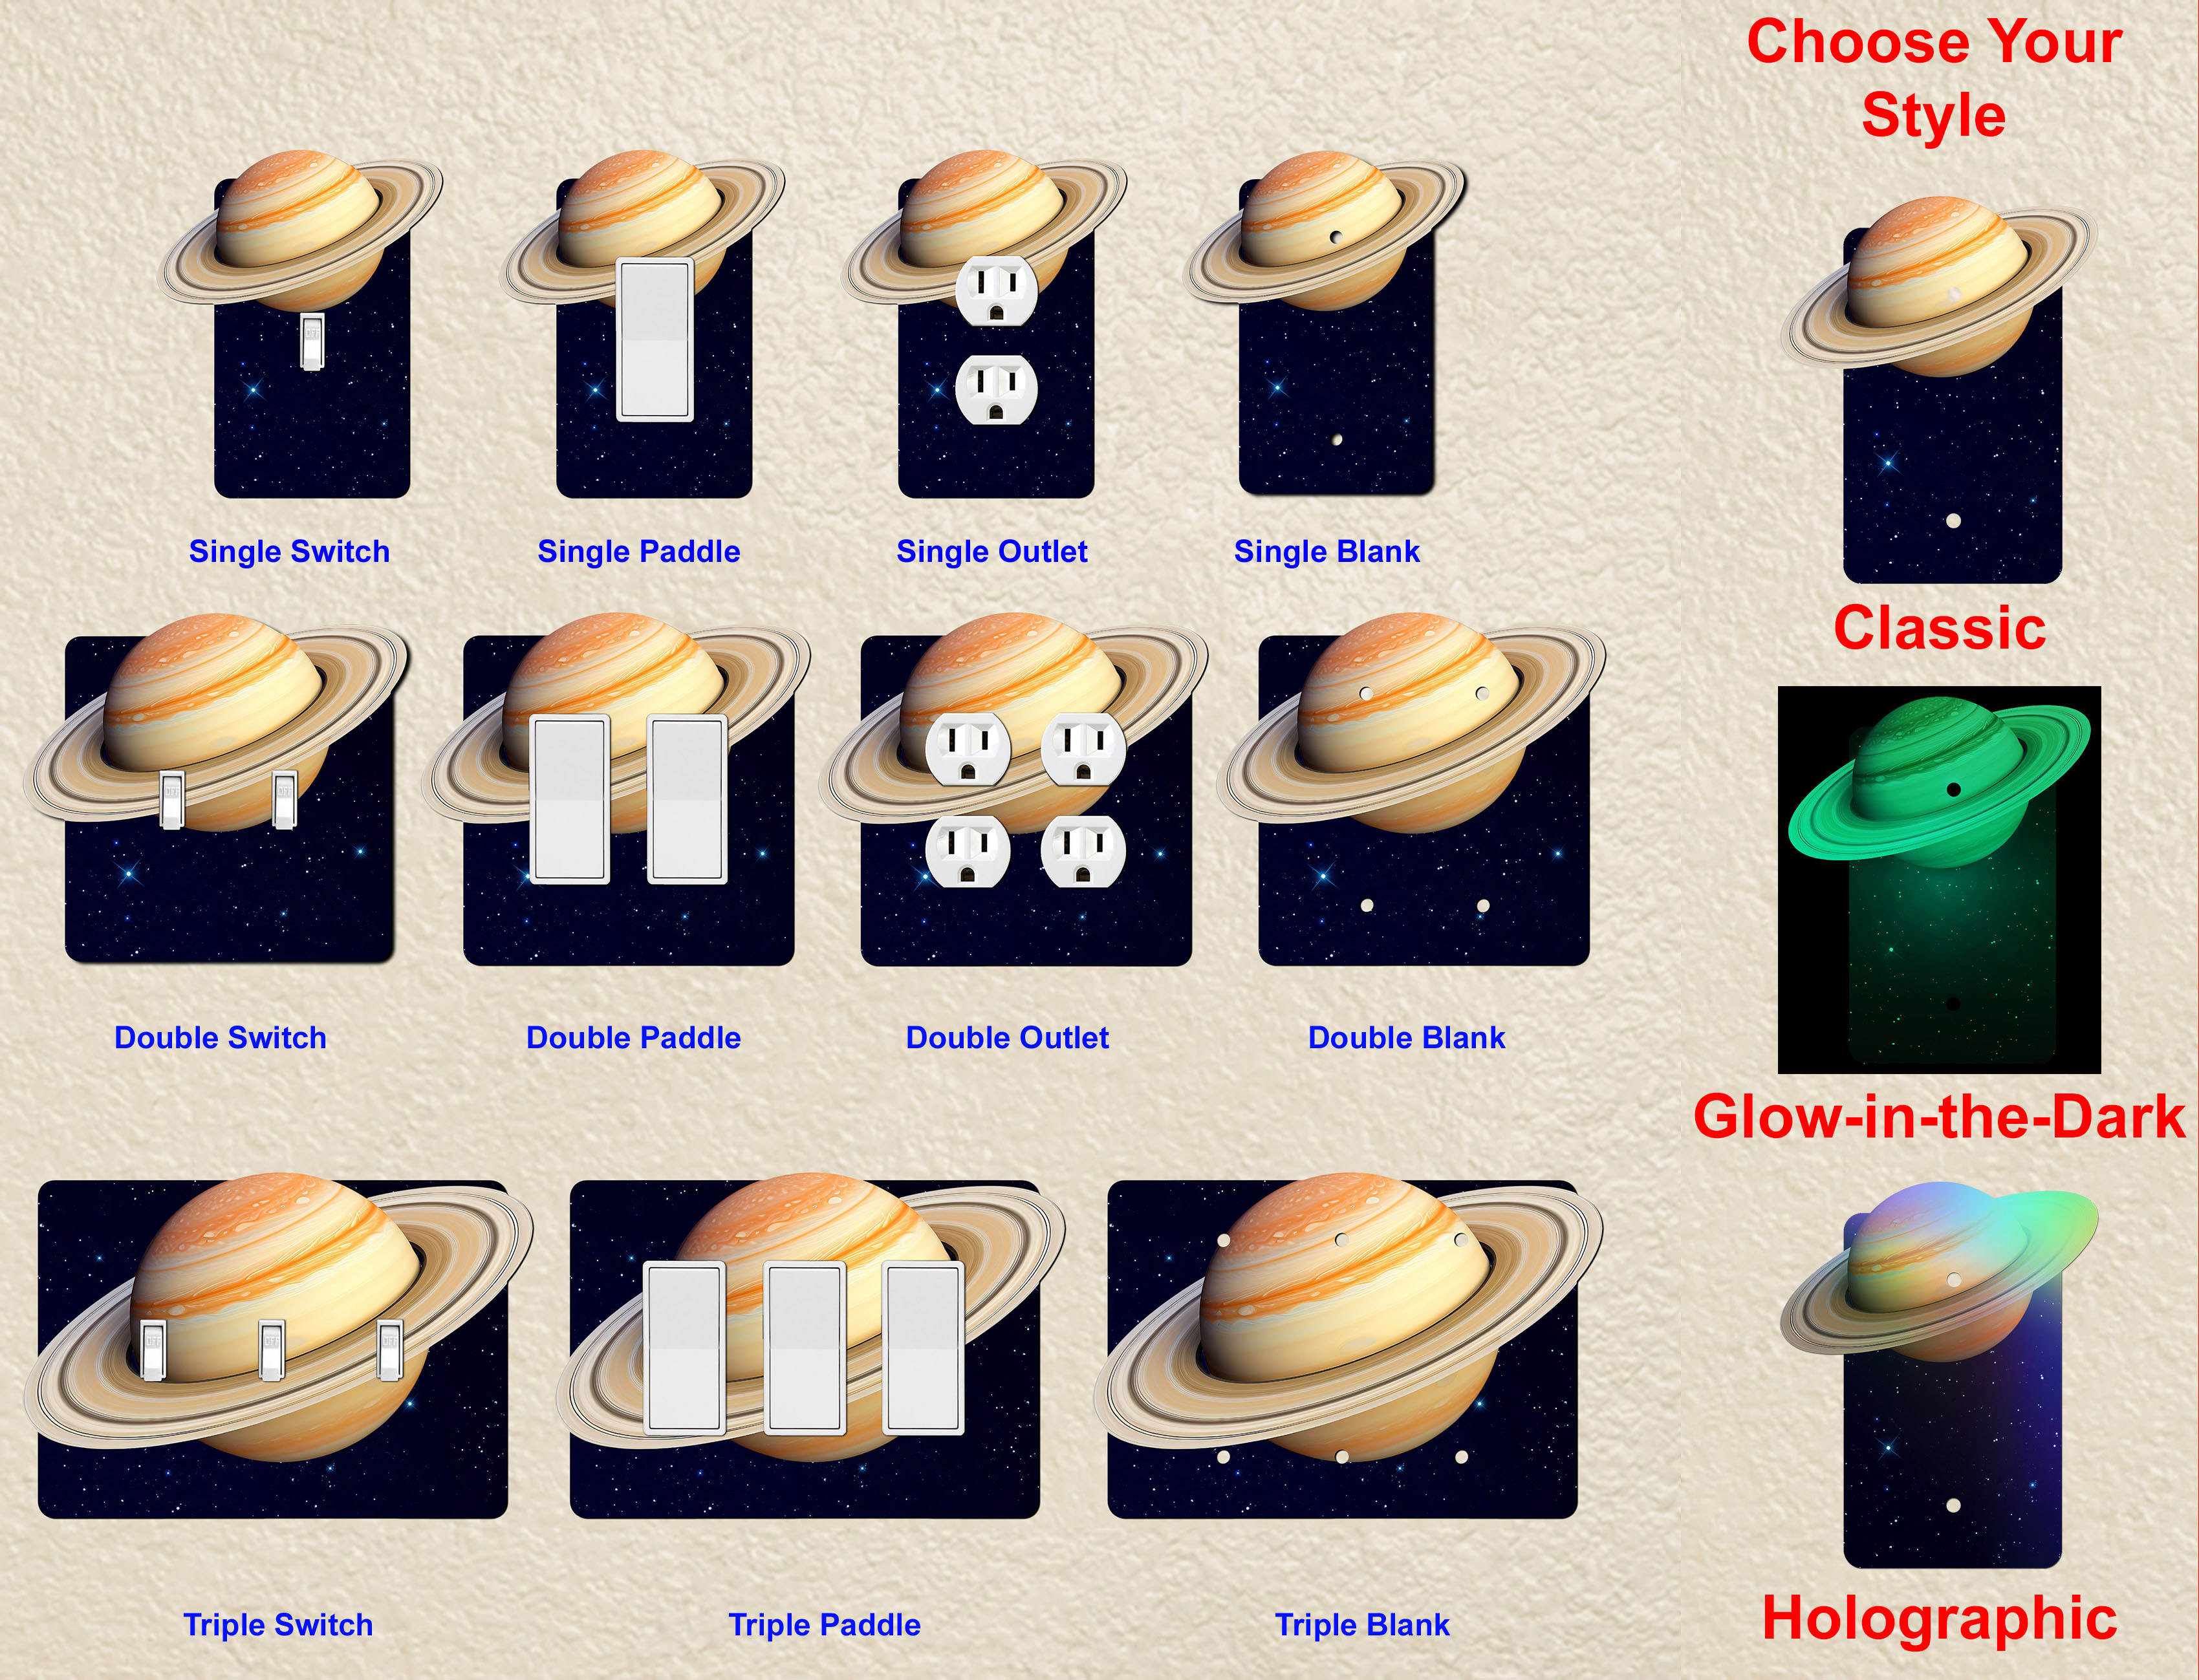 Choose Your
Style
Single Switch
Single Paddle
Single Outlet
Single Blank
Classic
Double Switch
Double Paddle
Double Outlet
Double Blank
Glow-in-the-Dark
Triple Switch
Triple Paddle
Triple Blank
Holographic